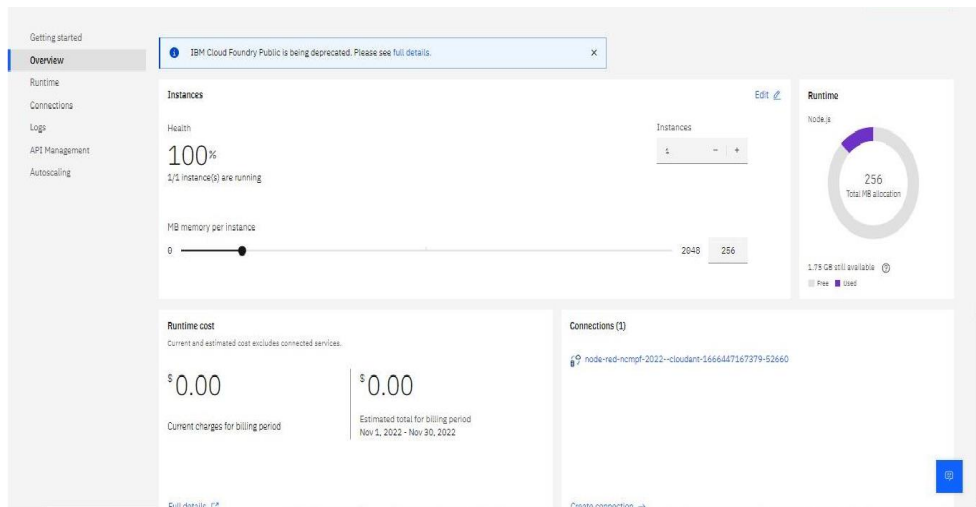 Getting started
Overview
Runtime
Connections
Logs
API Management
Autoscaling
IBM Cloud Foundry Public is being deprecated. Please see full details.
Instances
Edit
Health
100%
1/1 instance(s) are running
Instances
1 - +
MB memory per instance
0
2048
256
Runtime
Node.js
256
Total MB allocation
1.75 GB still available
Free Used
Runtime cost
Current and estimated cost excludes connected services.
$0.00
Current charges for billing period
$0.00
Estimated total for billing period
Nov 1, 2022 - Nov 30, 2022
Full details
Connections (1)
node-red-ncmpf-2022--cloudant-1666447167379-52660
Create connection →